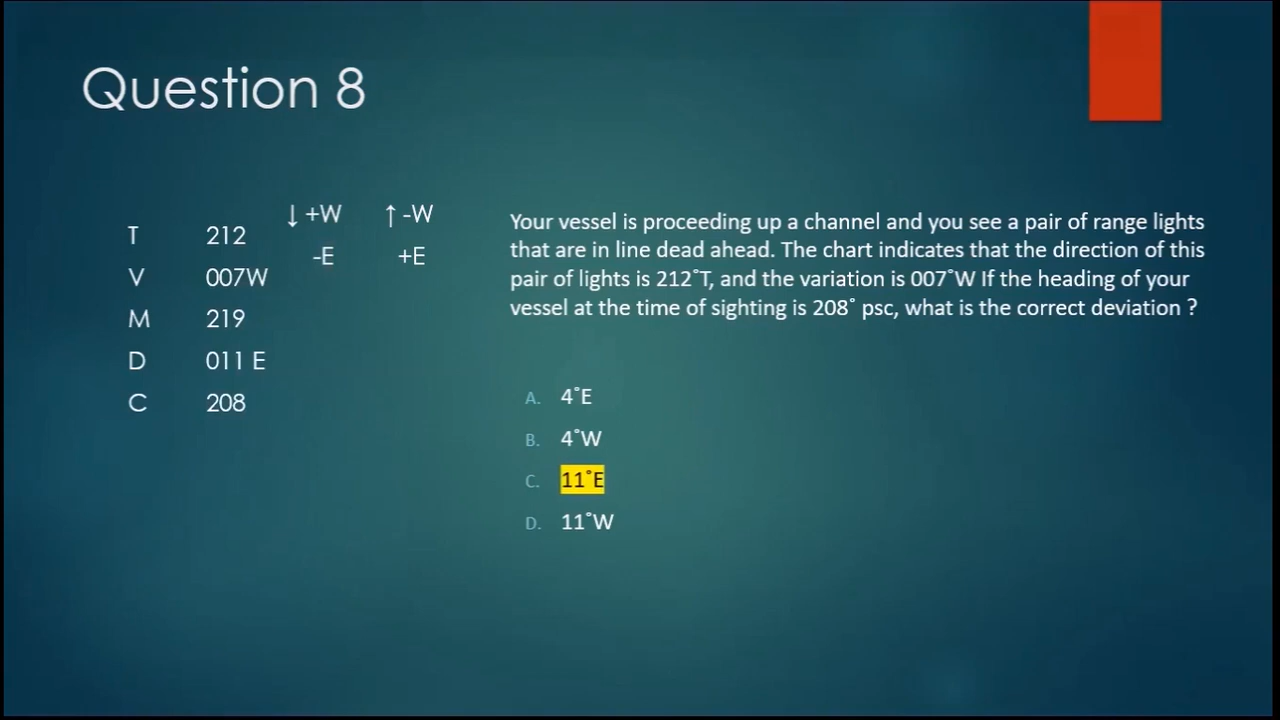 Question 8
↓ +W ↑ -W
-E +E
T 212
V 007W
M 219
D 011 E
C 208
Your vessel is proceeding up a channel and you see a pair of range lights
that are in line dead ahead. The chart indicates that the direction of this
pair of lights is 212˚T, and the variation is 007˚W If the heading of your
vessel at the time of sighting is 208˚ psc, what is the correct deviation ?
A. 4˚E
B. 4˚W
C. 11˚E
D. 11˚W